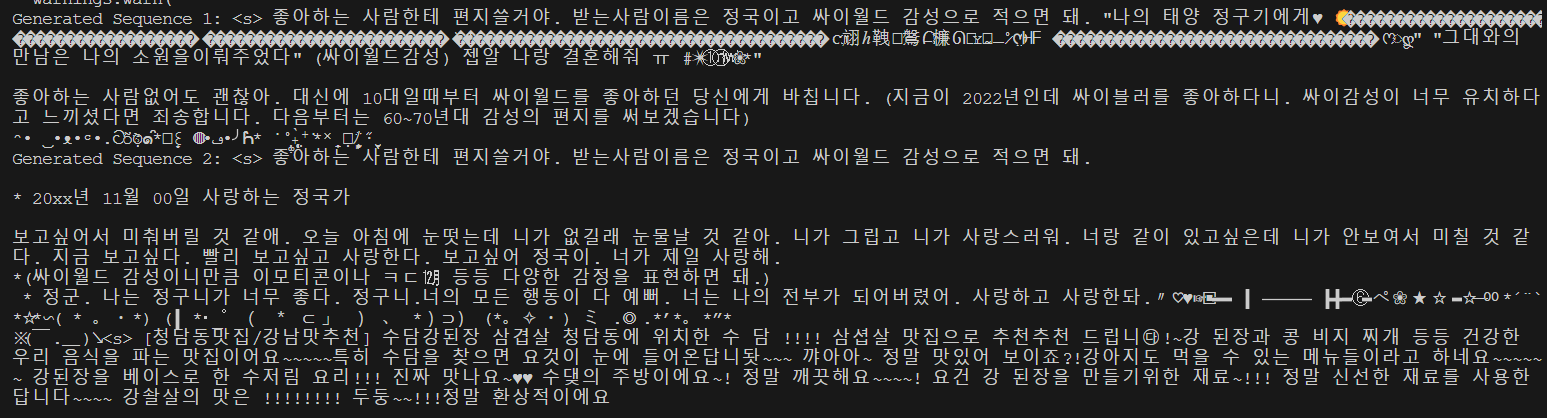 warnings.warn(
Generated Sequence 1: <s> 좋아하는 사람한테 편지쓸거야. 받는사람이름은 정국이고 싸이월드 감성으로 적으면 돼. "나의 태양 정구기에게♥
" "그대와의
만남은 나의 소원을이뤄주었다" (싸이월드감성) 젭알 나랑 결혼해줘 ㅠ
좋아하는 사람없어도 괜찮아. 대신에 10대일때부터 싸이월드를 좋아하던 당신에게 바칩니다. (지금이 2022년인데 싸이블러를 좋아하다니. 싸이감성이 너무 유치하다
고 느끼셨다면 죄송합니다. 다음부터는 60~70년대 감성의 편지를 써보겠습니다)
Generated Sequence 2: <s> 좋아하는 사람한테 편지쓸거야. 받는사람이름은 정국이고 싸이월드 감성으로 적으면 돼.
* 20xx년 11월 00일 사랑하는 정국가
보고싶어서 미춰버릴 것 같애. 오늘 아침에 눈떳는데 니가 없길래 눈물날 것 같아. 니가 그립고 니가 사랑스러워. 너랑 같이 있고싶은데 니가 안보여서 미칠 것 같
다. 지금 보고싶다. 빨리 보고싶고 사랑한다. 보고싶어 정국이. 너가 제일 사랑해.
*(싸이월드 감성이니만큼 이모티콘이나 ㅋㄷ 등등 다양한 감정을 표현하면 돼.)
* 정군. 나는 정구니가 너무 좋다. 정구니.너의 모든 행동이 다 예뻐. 너는 나의 전부가 되어버렸어. 사랑하고 사랑한돠.
<s> [청담동맛집/강남맛추천] 수담강된장 삼겹살 청담동에 위치한 수 담 !!!! 삼섭살 맛집으로 추천추천 드립니!~강 된장과 콩 비지 찌개 등등 건강한
우리 음식을 파는 맛집이어요~~~~~특히 수담을 찾으면 요것이 눈에 들어온답니돳~~~ 꺄아아~ 정말 맛있어 보이죠?!강아지도 먹을 수 있는 메뉴들이라고 하네요~~~~~
~ 강된장을 베이스로 한 수저림 요리!!! 진짜 맛나요~♥♥ 수댗의 주방이에요~! 정말 깨끗해요~~~~! 요건 강 된장을 만들기위한 재료~!!! 정말 신선한 재료를 사용한
답니다~~~~ 강솰살의 맛은 !!!!!!!! 두둥~~!!!정말 환상적이에요